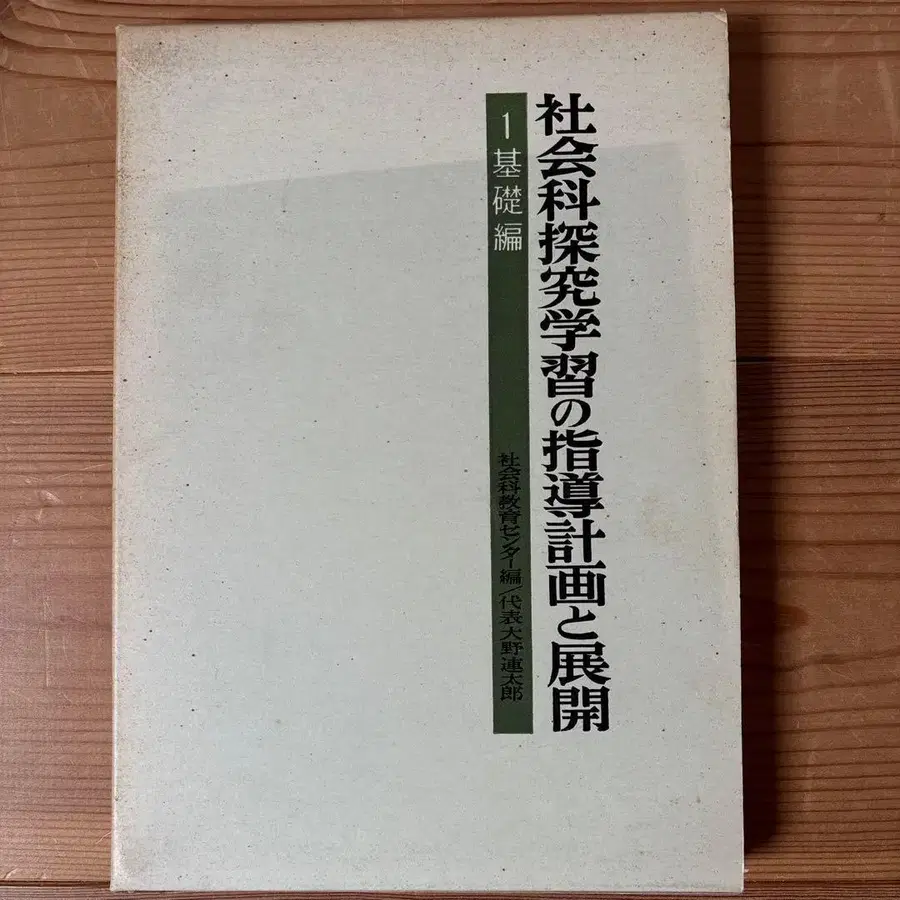 社会科探究学習の指導計画と展開
1 基礎編
社会科教育センター編/代表 大野連太郎